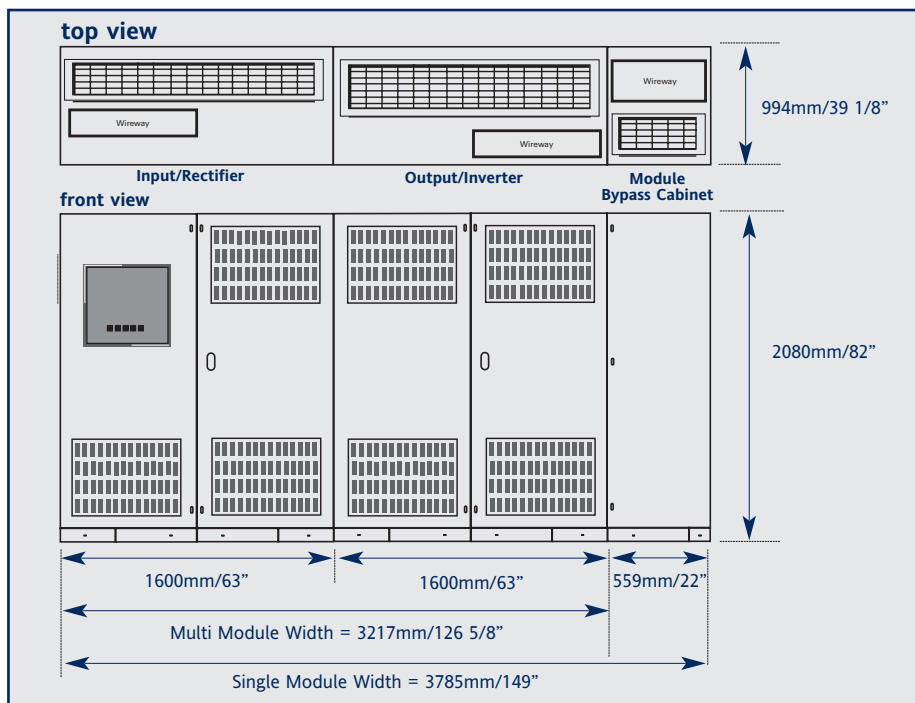 top view
Wireway
Wireway
Wireway
994mm/39 1/8”
Input/Rectifier
Output/Inverter
Module
Bypass Cabinet
front view
2080mm/82”
1600mm/63”
1600mm/63”
559mm/22”
Multi Module Width = 3217mm/126 5/8”
Single Module Width = 3785mm/149”